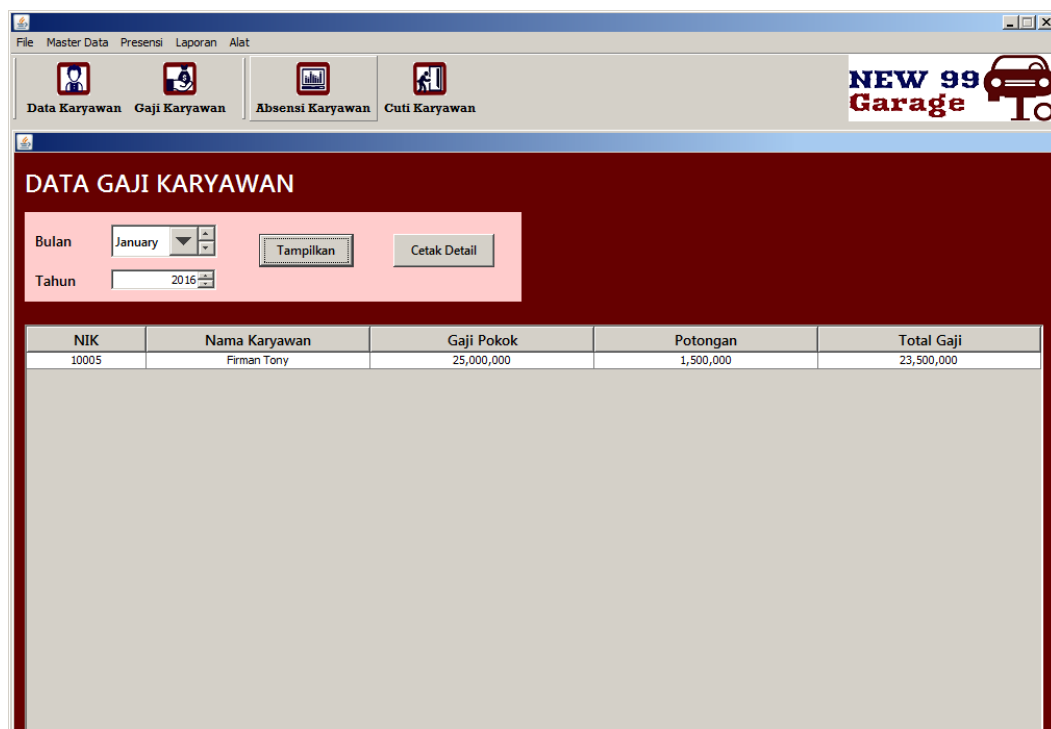 File Master Data Presensi Laporan Alat
Data Karyawan Gaji Karyawan Absensi Karyawan Cuti Karyawan
NEW 99
Garage
DATA GAJI KARYAWAN
Bulan January Tampilkan Cetak Detail
Tahun 2016
NIK Nama Karyawan Gaji Pokok Potongan Total Gaji
10005 Firman Tony 25,000,000 1,500,000 23,500,000